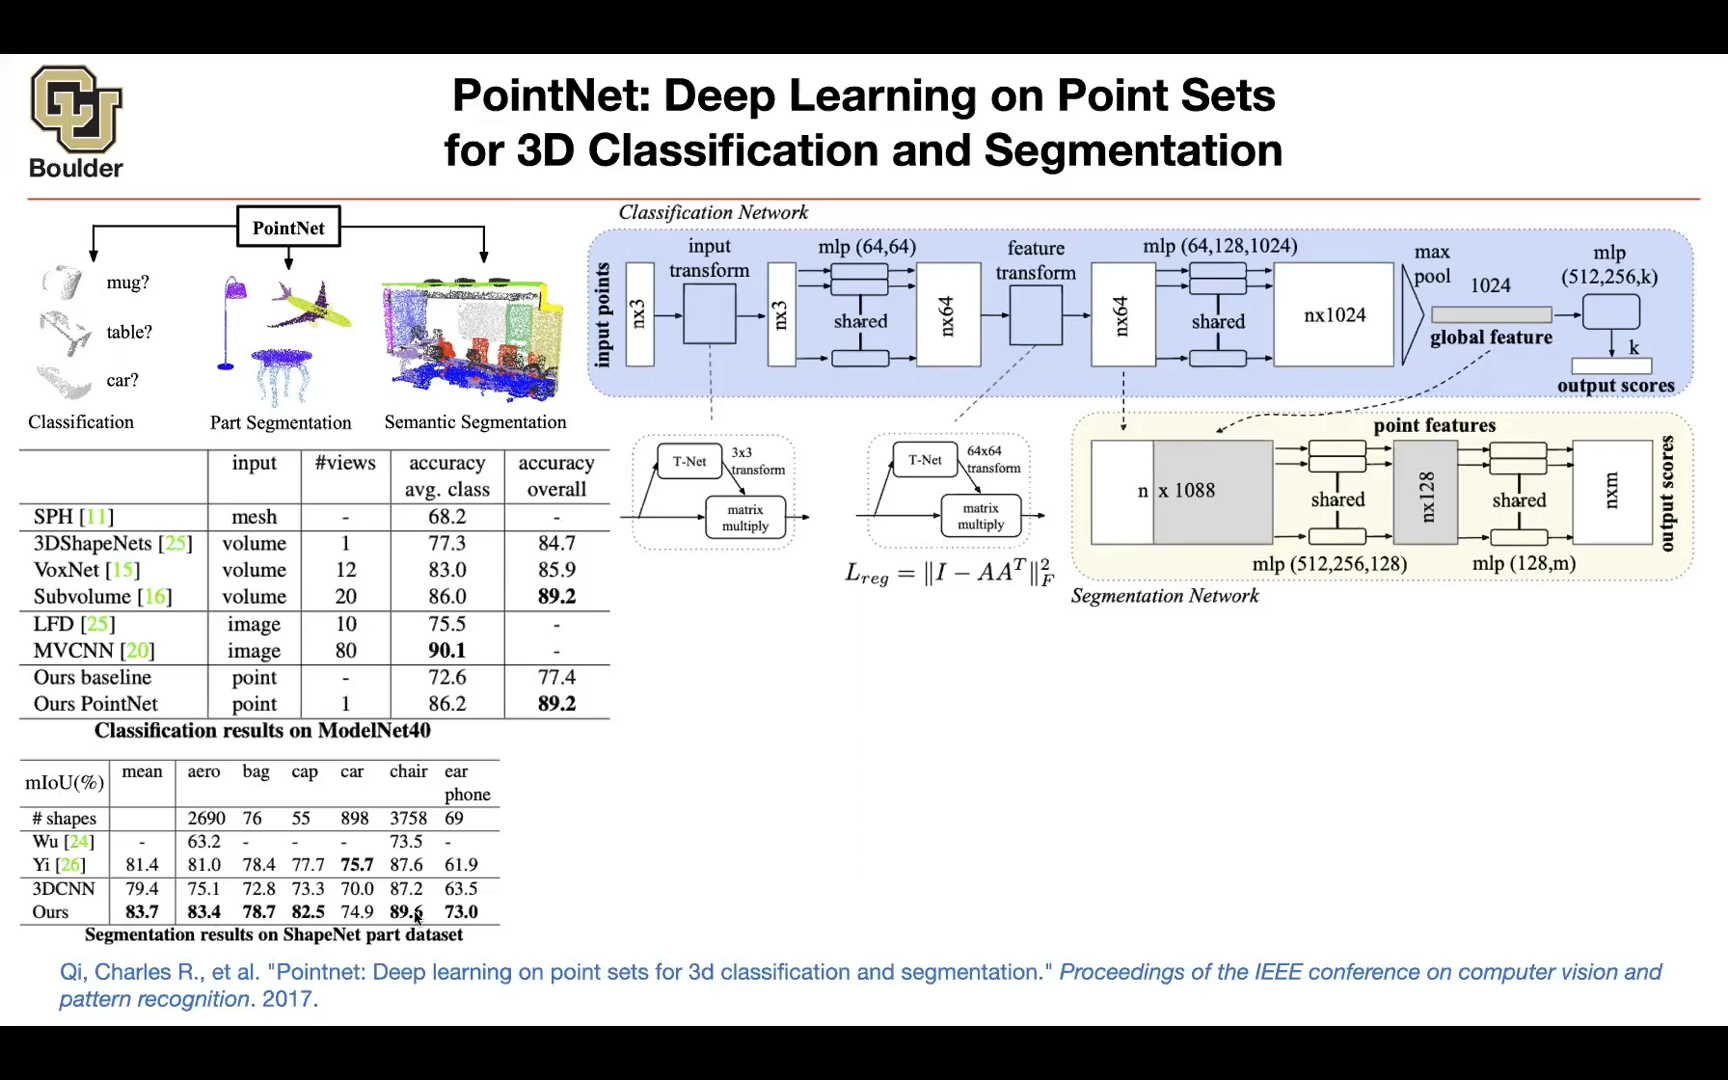 PointNet: Deep Learning on Point Sets
for 3D Classification and Segmentation
Boulder
PointNet
mug?
table?
car?
Classification
Part Segmentation
Semantic Segmentation
Classification Network
input points
nx3
input
transform
nx3
mlp (64,64)
shared
nx64
feature
transform
nx64
mlp (64,128,1024)
shared
nx1024
max
pool
1024
global feature
mlp
(512,256,k)
k
output scores
T-Net
3x3
transform
matrix
multiply
T-Net
64x64
transform
matrix
multiply
L_{reg} = ‖I − AA^T‖²_F
point features
n x 1088
shared
mlp (512,256,128)
nx128
shared
mlp (128,m)
nxm
output scores
Segmentation Network
input #views accuracy avg. class accuracy overall
SPH [11] mesh - 68.2 -
3DShapeNets [25] volume 1 77.3 84.7
VoxNet [15] volume 12 83.0 85.9
Subvolume [16] volume 20 86.0 89.2
LFD [25] image 10 75.5 -
MVCNN [20] image 80 90.1 -
Ours baseline point - 72.6 77.4
Ours PointNet point 1 86.2 89.2
Classification results on ModelNet40
mIoU(%) mean aero bag cap car chair ear phone
# shapes 2690 76 55 898 3758 69
Wu [24] - 63.2 - - - 73.5 -
Yi [26] 81.4 81.0 78.4 77.7 75.7 87.6 61.9
3DCNN 79.4 75.1 72.8 73.3 70.0 87.2 63.5
Ours 83.7 83.4 78.7 82.5 74.9 89.6 73.0
Segmentation results on ShapeNet part dataset
Qi, Charles R., et al. "Pointnet: Deep learning on point sets for 3d classification and segmentation." Proceedings of the IEEE conference on computer vision and
pattern recognition. 2017.